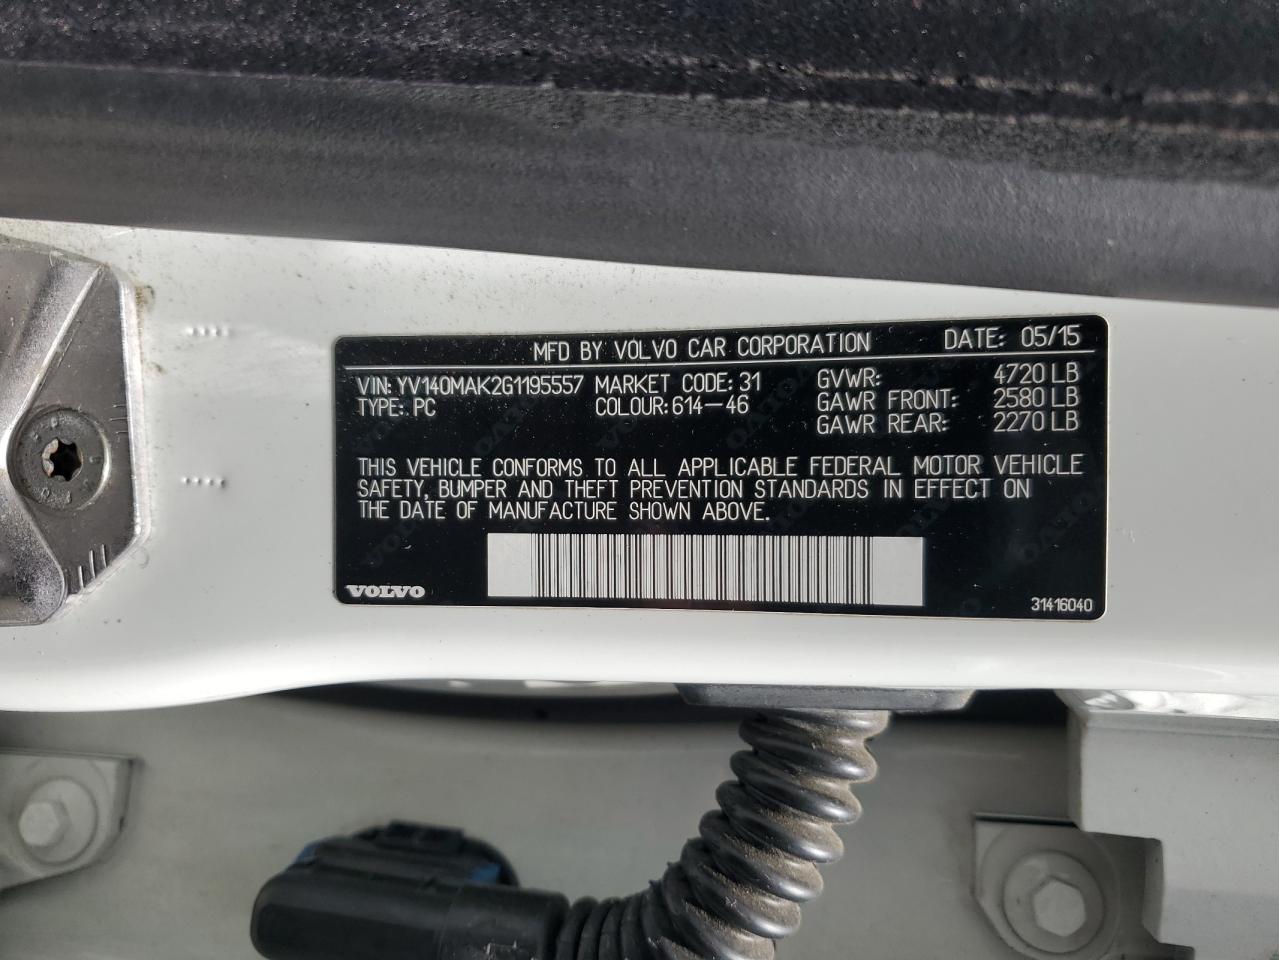 MFD BY VOLVO CAR CORPORATION DATE: 05/15
VIN: YV140MAK2G1195557 MARKET CODE: 31 GVWR: 4720 LB
TYPE: PC COLOUR: 614-46 GAWR FRONT: 2580 LB
GAWR REAR: 2270 LB
THIS VEHICLE CONFORMS TO ALL APPLICABLE FEDERAL MOTOR VEHICLE
SAFETY, BUMPER AND THEFT PREVENTION STANDARDS IN EFFECT ON
THE DATE OF MANUFACTURE SHOWN ABOVE.
VOLVO 31416040